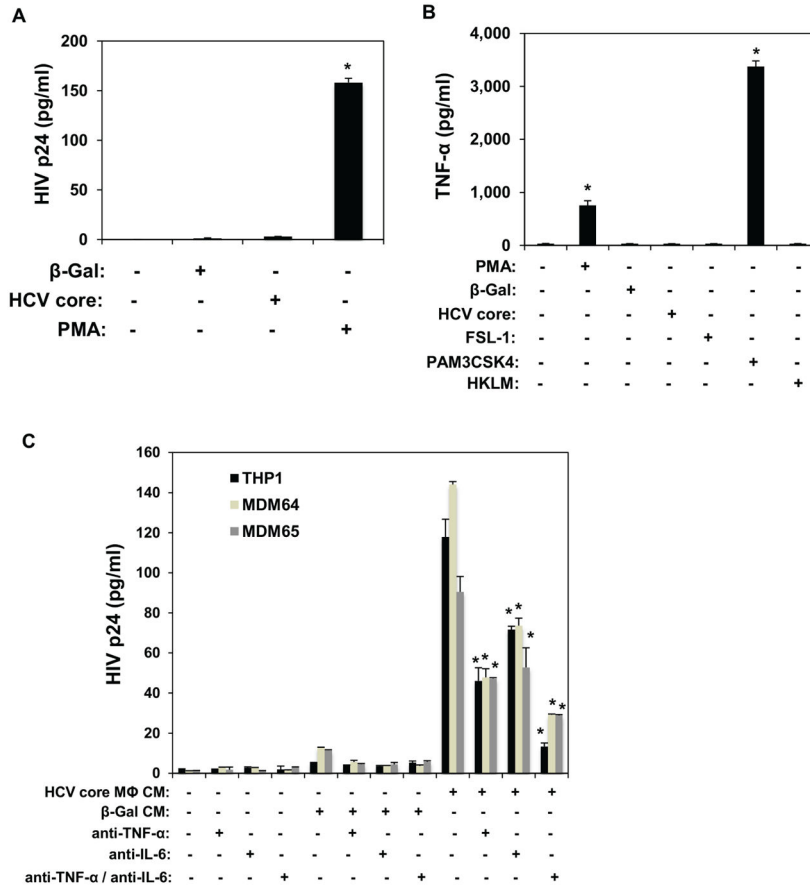 A
HIV p24 (pg/ml)
200
150
100
50
0
*
β-Gal: - + - -
HCV core: - - + -
PMA: - - - +
B
TNF-α (pg/ml)
4,000
3,000
2,000
1,000
0
*
*
PMA: - + - - - - -
β-Gal: - - + - - - -
HCV core: - - - + - - -
FSL-1: - - - - + - -
PAM3CSK4: - - - - - + -
HKLM: - - - - - - +
C
HIV p24 (pg/ml)
160
140
120
100
80
60
40
20
0
THP1
MDM64
MDM65
* * *
* * *
* * *
HCV core MΦ CM: - - - - - - - - + + + +
β-Gal CM: - - - - + + + + - - - -
anti-TNF-α: - + - - - + - - - + - -
anti-IL-6: - - + - - - + - - - + -
anti-TNF-α / anti-IL-6: - - - + - - - + - - - +